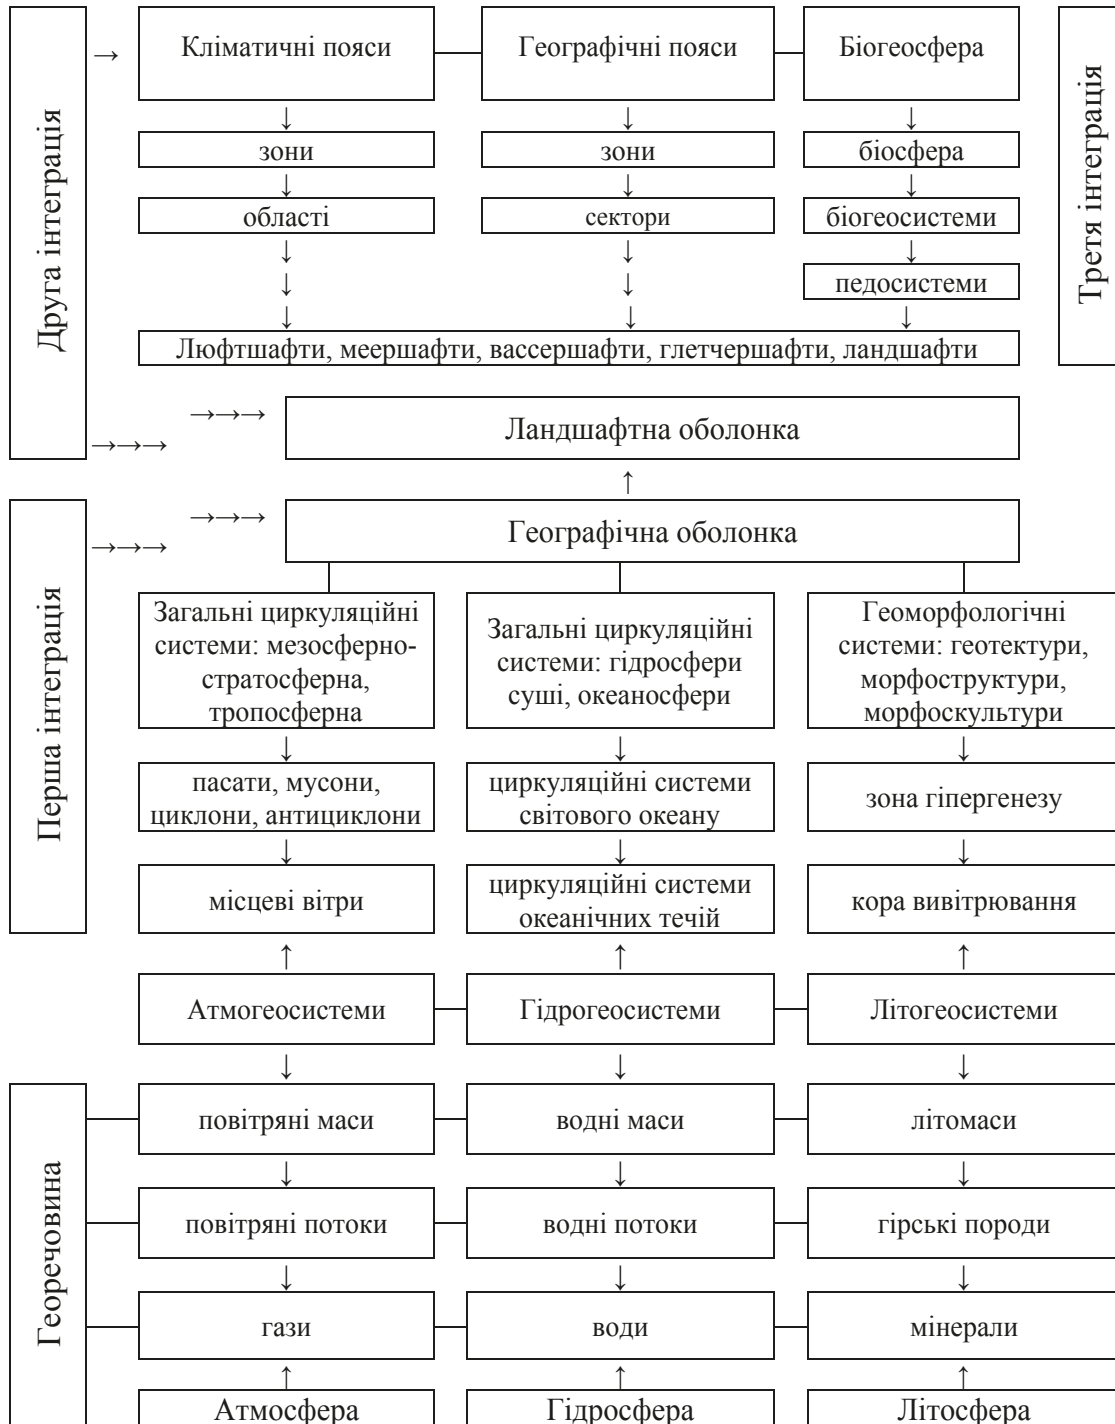 Друга інтеграція
→
Кліматичні пояси
Географічні пояси
Біогеосфера
Третя інтеграція
↓
↓
↓
зони
зони
біосфера
↓
↓
↓
області
сектори
біогеосистеми
↓
↓
↓
педосистеми
↓
↓
↓
↓
↓
Люфтшафти, меершафти, вассершафти, глетчершафти, ландшафти
→→→
→→→
Ландшафтна оболонка
↑
Перша інтеграція
→→→
→→→
Географічна оболонка
Загальні циркуляційні
системи: мезосферно-
стратосферна,
тропосферна
Загальні циркуляційні
системи: гідросфери
суші, океаносфери
Геоморфологічні
системи: геотектури,
морфоструктури,
морфоскультури
↓
↓
↓
пасати, мусони,
циклони, антициклони
циркуляційні системи
світового океану
зона гіпергенезу
↓
↓
↓
місцеві вітри
циркуляційні системи
океанічних течій
кора вивітрювання
↑
↑
↑
Атмогеосистеми
Гідрогеосистеми
Літогеосистеми
↓
↓
↓
Георечовина
повітряні маси
водні маси
літомаси
↓
↓
↓
повітряні потоки
водні потоки
гірські породи
↓
↓
↓
гази
води
мінерали
↑
↑
↑
Атмосфера
Гідросфера
Літосфера